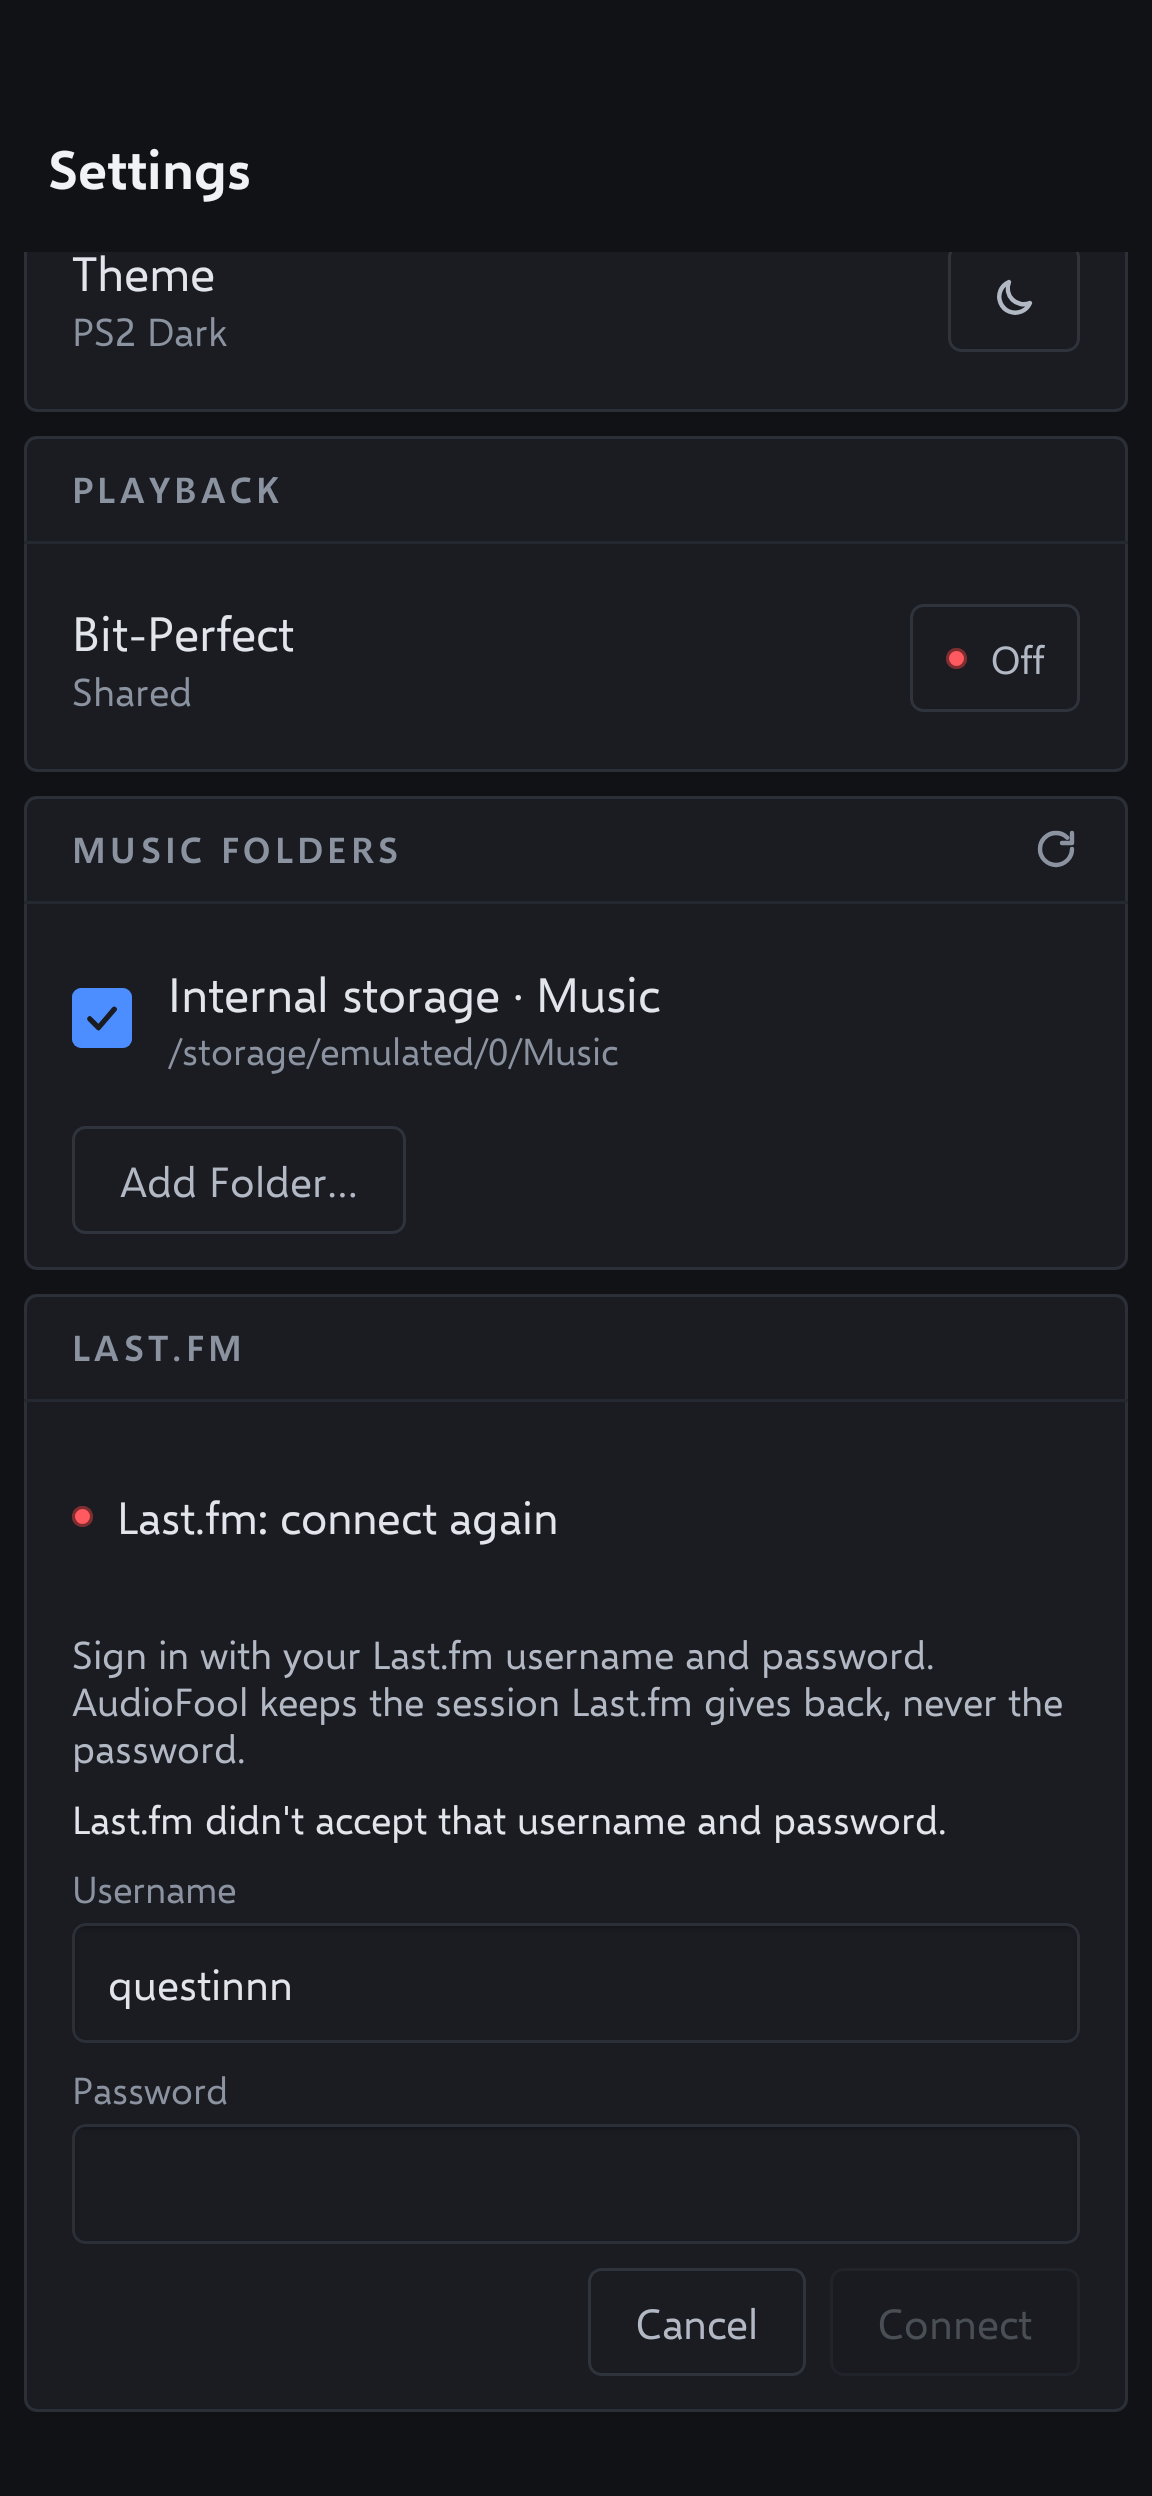 Settings
Theme
PS2 Dark
PLAYBACK
Bit-Perfect
Shared
Off
MUSIC FOLDERS
Internal storage · Music
/storage/emulated/0/Music
Add Folder...
LAST.FM
Last.fm: connect again
Sign in with your Last.fm username and password.
AudioFool keeps the session Last.fm gives back, never the
password.
Last.fm didn't accept that username and password.
Username
questinnn
Password
Cancel
Connect